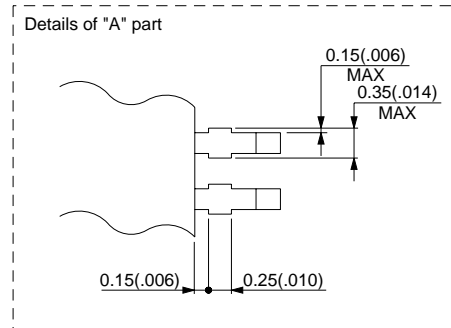 Details of "A" part
0.15(.006)
MAX
0.35(.014)
MAX
0.15(.006)
0.25(.010)